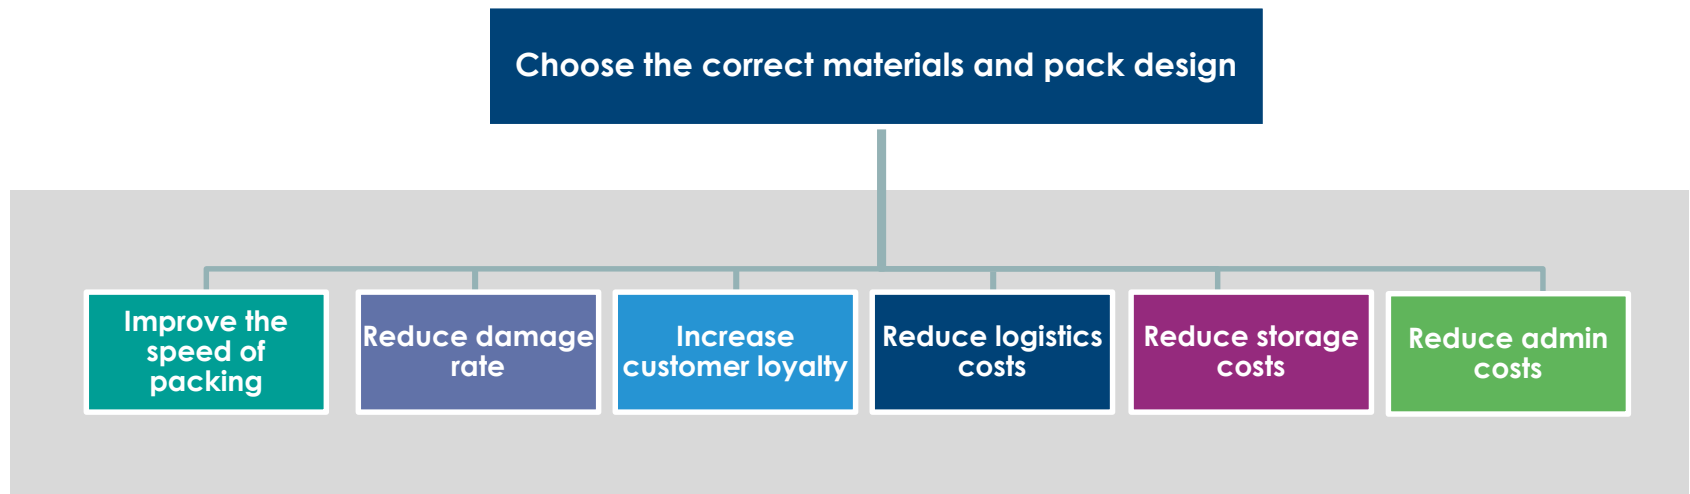 Choose the correct materials and pack design
Improve the
speed of
packing
Reduce damage
rate
Increase
customer loyalty
Reduce logistics
costs
Reduce storage
costs
Reduce admin
costs